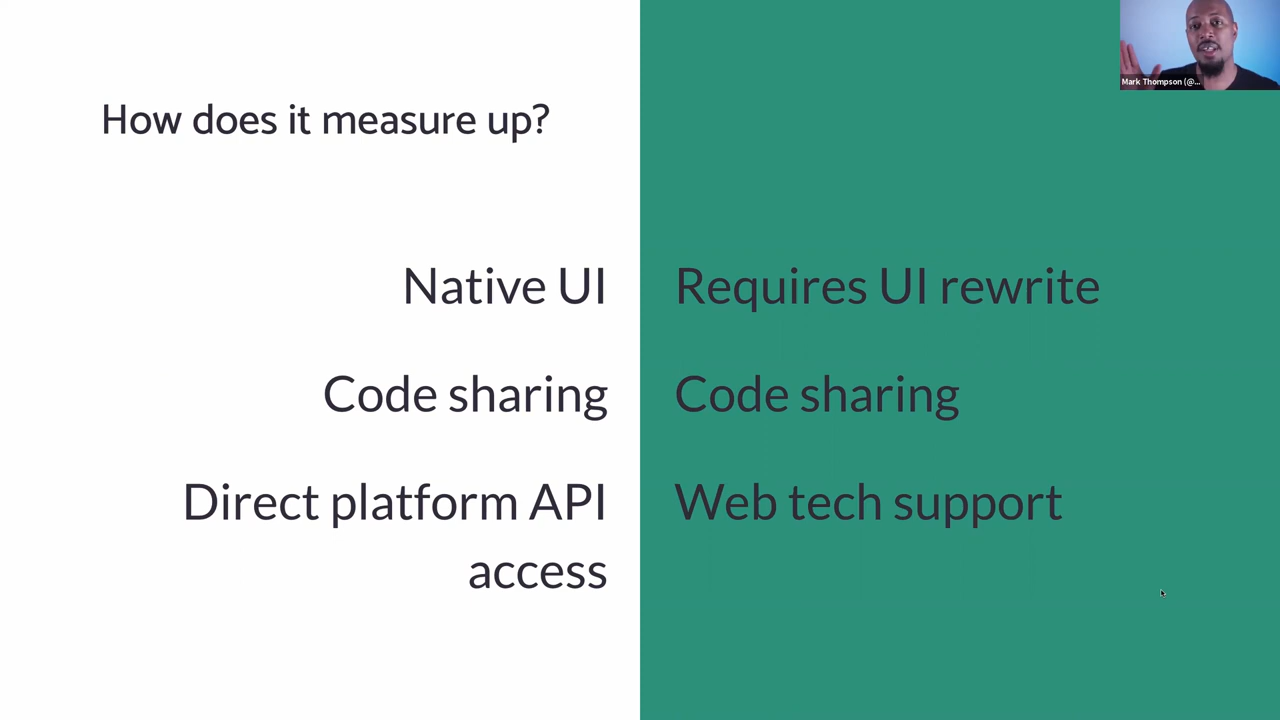 How does it measure up?
Native UI
Code sharing
Direct platform API
access
Requires UI rewrite
Code sharing
Web tech support
Mark Thompson (@...